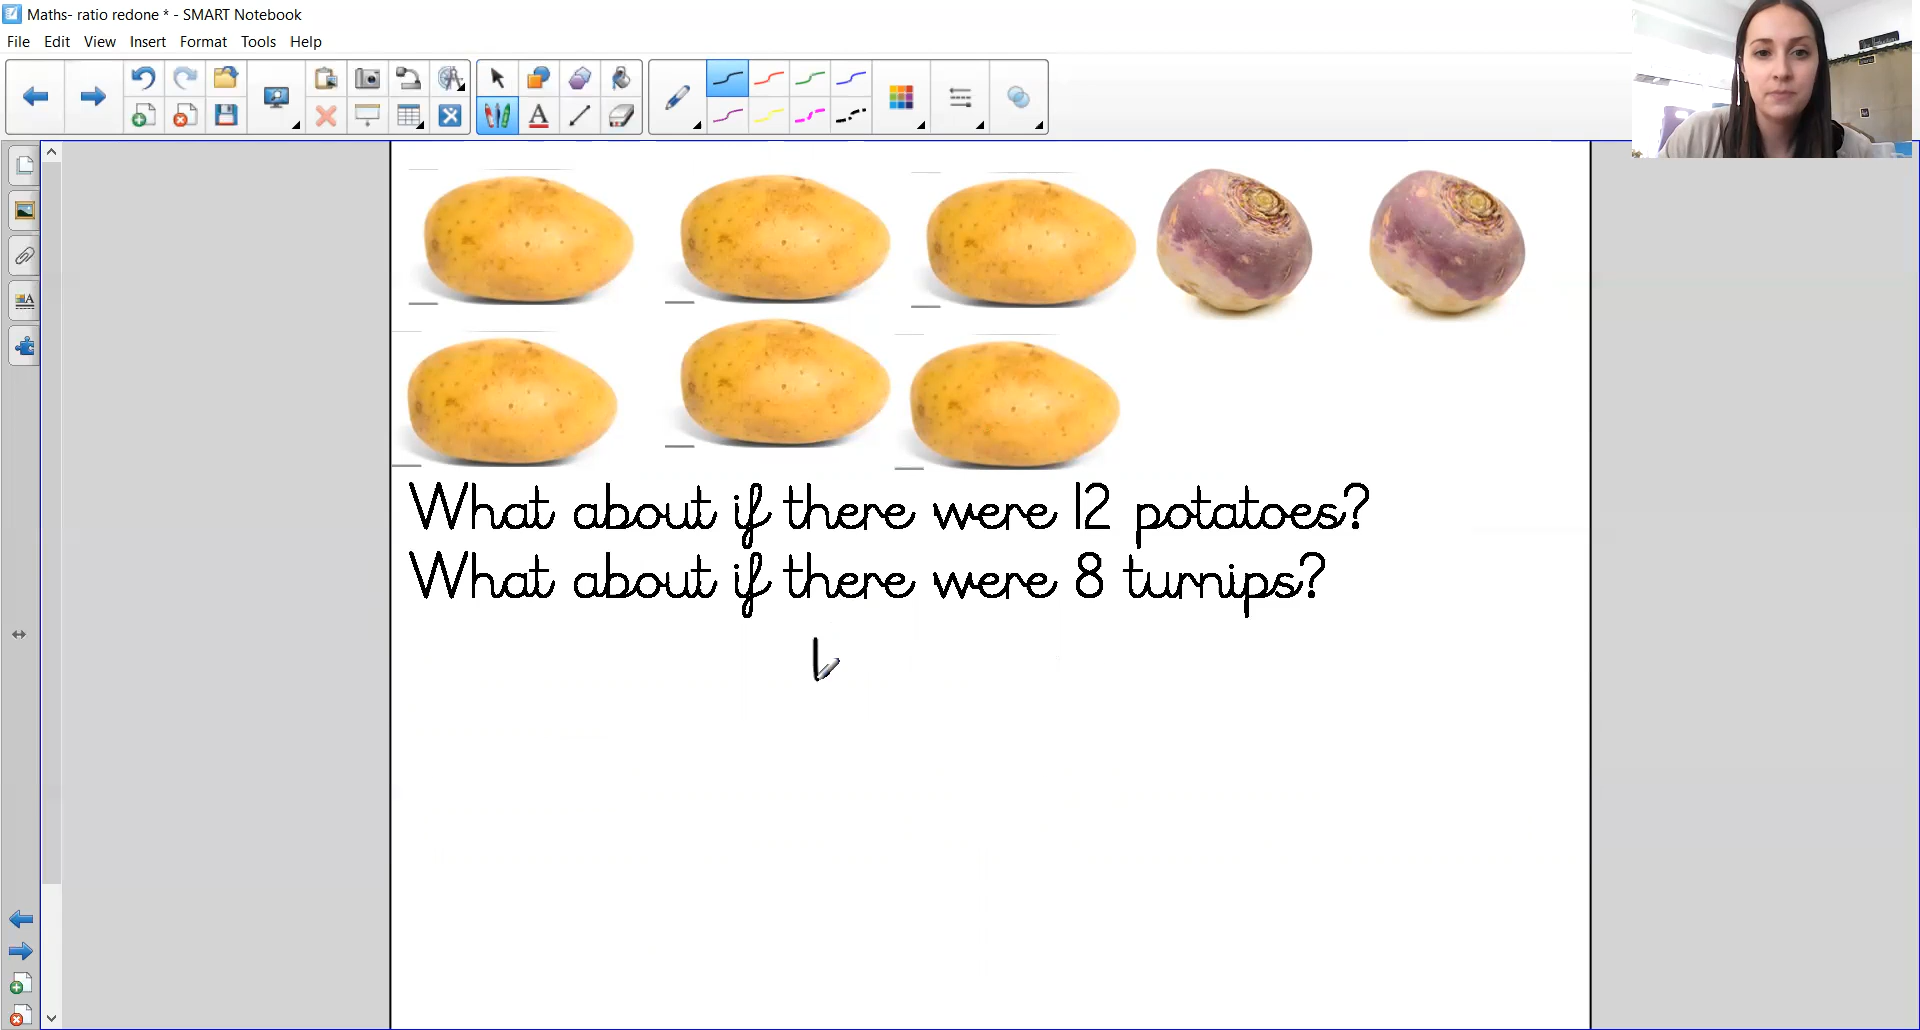 Maths- ratio redone * - SMART Notebook
File Edit View Insert Format Tools Help
What about if there were 12 potatoes?
What about if there were 8 turnips?